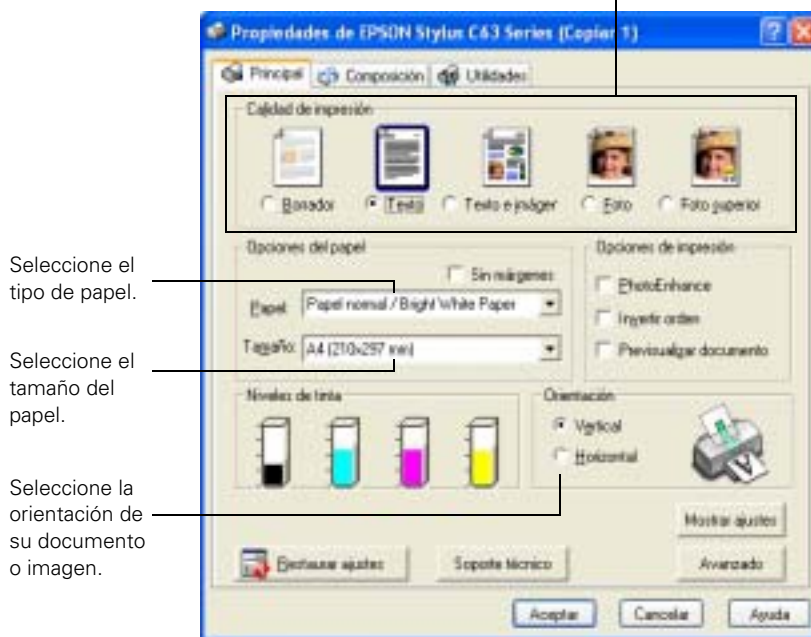 Propiedades de EPSON Stylus C63 Series (Copiar 1)
Principal Composición Utilidades
Calidad de impresión
Borrador Texto Texto e imágen Foto Foto superior
Seleccione el
tipo de papel.
Opciones del papel
Sin márgenes
Papel Papel normal / Bright White Paper
Opciones de impresión
PhotoEnhance
Invertir orden
Previsualizar documento
Seleccione el
tamaño del
papel.
Tamaño: A4 (210x297 mm)
Niveles de tinta
Orientación
Vertical
Horizontal
Seleccione la
orientación de
su documento
o imagen.
Mostrar ajustes
Restaurar ajustes Soporte técnico Avanzado
Aceptar Cancelar Ayuda